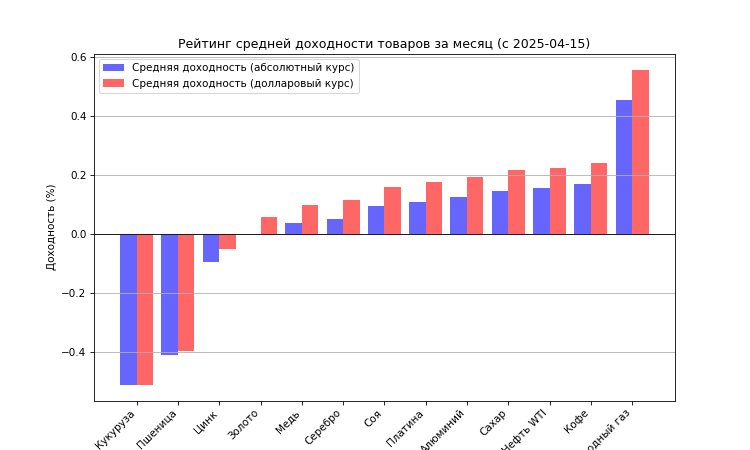 Рейтинг средней доходности товаров за месяц (с 2025-04-15)
Средняя доходность (абсолютный курс)
Средняя доходность (долларовый курс)
Доходность (%)
0.6
0.4
0.2
0.0
−0.2
−0.4
Кукуруза
Пшеница
Цинк
Золото
Медь
Серебро
Соя
Платина
Алюминий
Сахар
Нефть WTI
Кофе
газ